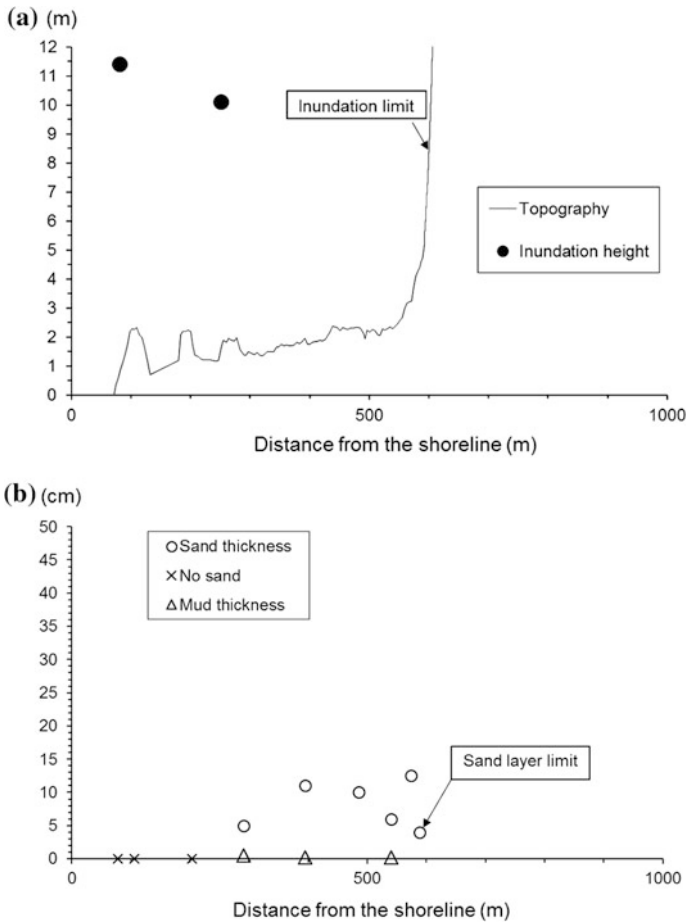 (a) (m)
12
11
10
9
8
7
6
5
4
3
2
1
0
Inundation limit
Topography
Inundation height
0 500 1000
Distance from the shoreline (m)
(b) (cm)
50
45
40
35
30
25
20
15
10
5
0
Sand thickness
No sand
Mud thickness
Sand layer limit
0 500 1000
Distance from the shoreline (m)